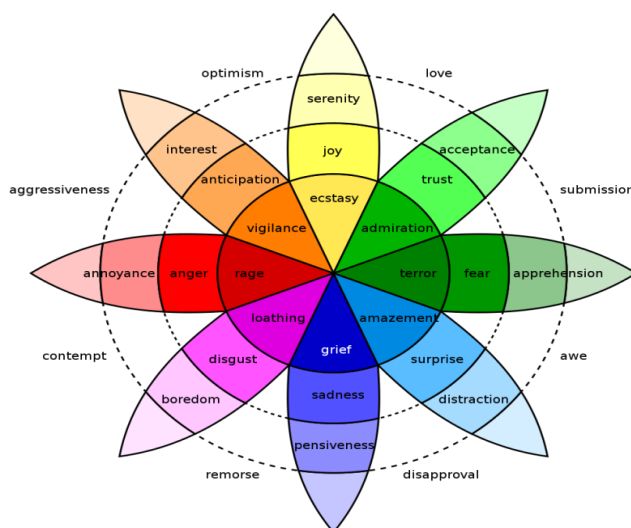 optimism
love
serenity
interest
acceptance
joy
anticipation
trust
aggressiveness
submission
ecstasy
vigilance
admiration
annoyance
anger
rage
terror
fear
apprehension
loathing
amazement
grief
contempt
disgust
surprise
awe
boredom
sadness
distraction
pensiveness
remorse
disapproval